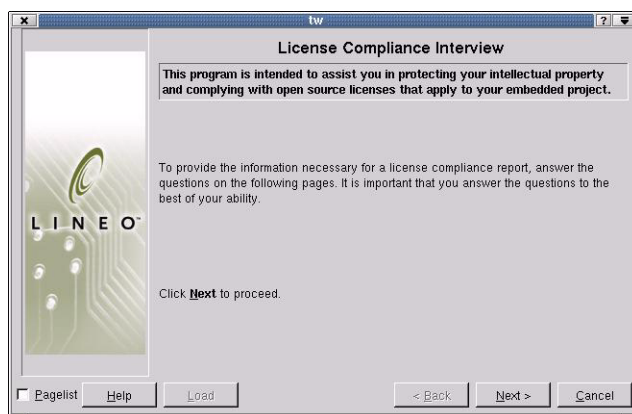 tw
License Compliance Interview
This program is intended to assist you in protecting your intellectual property
and complying with open source licenses that apply to your embedded project.
To provide the information necessary for a license compliance report, answer the
questions on the following pages. It is important that you answer the questions to the
best of your ability.
LINEO™
Click Next to proceed.
Pagelist Help Load < Back Next > Cancel